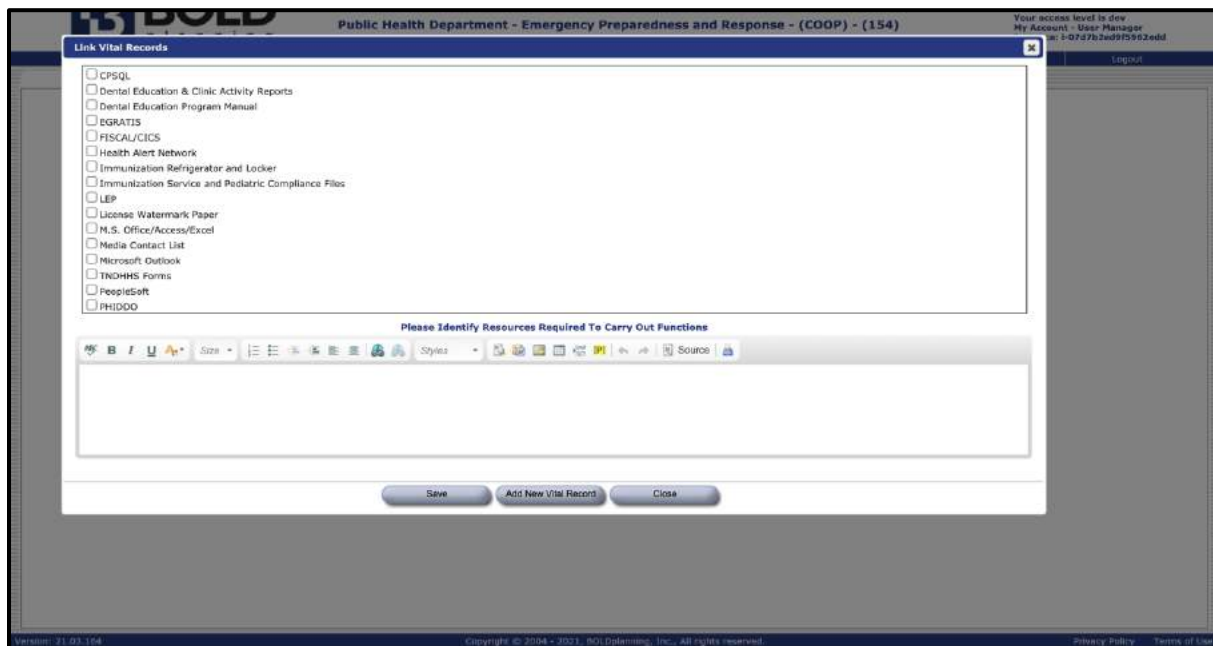 BOLD
Public Health Department - Emergency Preparedness and Response - (COOP) - (154)
Your access level is dev
My Account - User Manager
Link Vital Records
Logout
CPSQL
Dental Education & Clinic Activity Reports
Dental Education Program Manual
EGRATIS
FISCAL/CICS
Health Alert Network
Immunization Refrigerator and Locker
Immunization Service and Pediatric Compliance Files
LEP
License Watermark Paper
M.S. Office/Access/Excel
Media Contact List
Microsoft Outlook
TNDHHS Forms
PeopleSoft
PHIDDO
Please Identify Resources Required To Carry Out Functions
B I U Size Styles Source
Save Add New Vital Record Close
Version: 21.03.164 Copyright © 2004 - 2021, BOLDplanning, Inc., All rights reserved. Privacy Policy Terms of Use